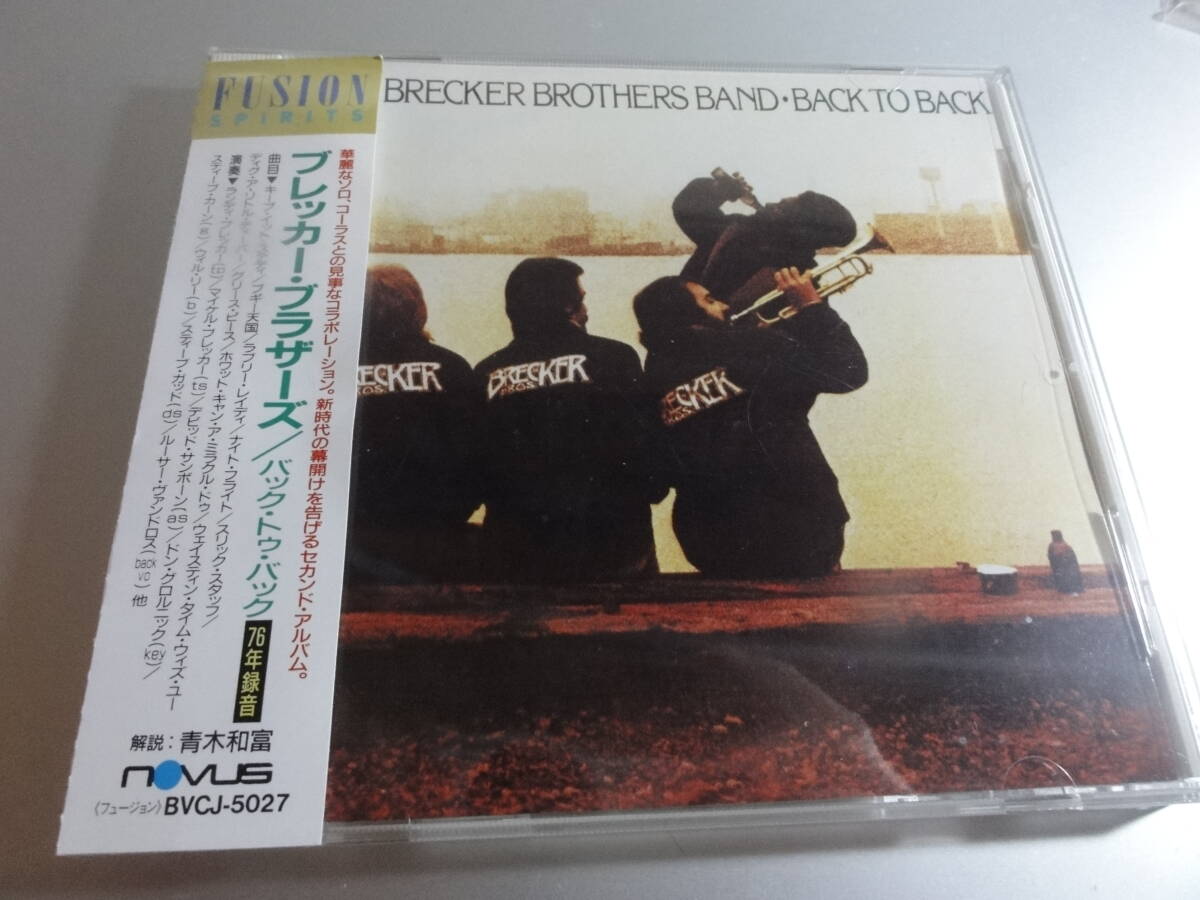 FUSION
SPIRITS
BRECKER BROTHERS BAND・BACK TO BACK
華麗なソロ、コーラスとの見事なコラボレーション。新時代の幕開けを告げるセカンド・アルバム。
ブレッカー・ブラザーズ/バック・トゥ・バック
76年録音
曲目▼キープ・イット・ステディ/ブギー天国/ラブリー・レイディ/ナイト・フライト/スリック・スタッフ/
ディグ・ア・リトル・ディーパー/グリース・ピース/ホワット・キャン・ア・ミラクル・ドゥ/ウェイスティン・タイム・ウィズ・ユー
演奏▼ランディ・ブレッカー(tp)/マイケル・ブレッカー(ts)/デビッド・サンボーン(as)/ドン・グロルニック(key)/
スティーブ・カーン(g)/ウィル・リー(b)/スティーブ・ガッド(ds)/ルーサー・ヴァンドロス(back vo)他
解説:青木和富
NOVUS
〈フュージョン〉BVCJ-5027
RECKER
BRECKER
BROS.
ECKER